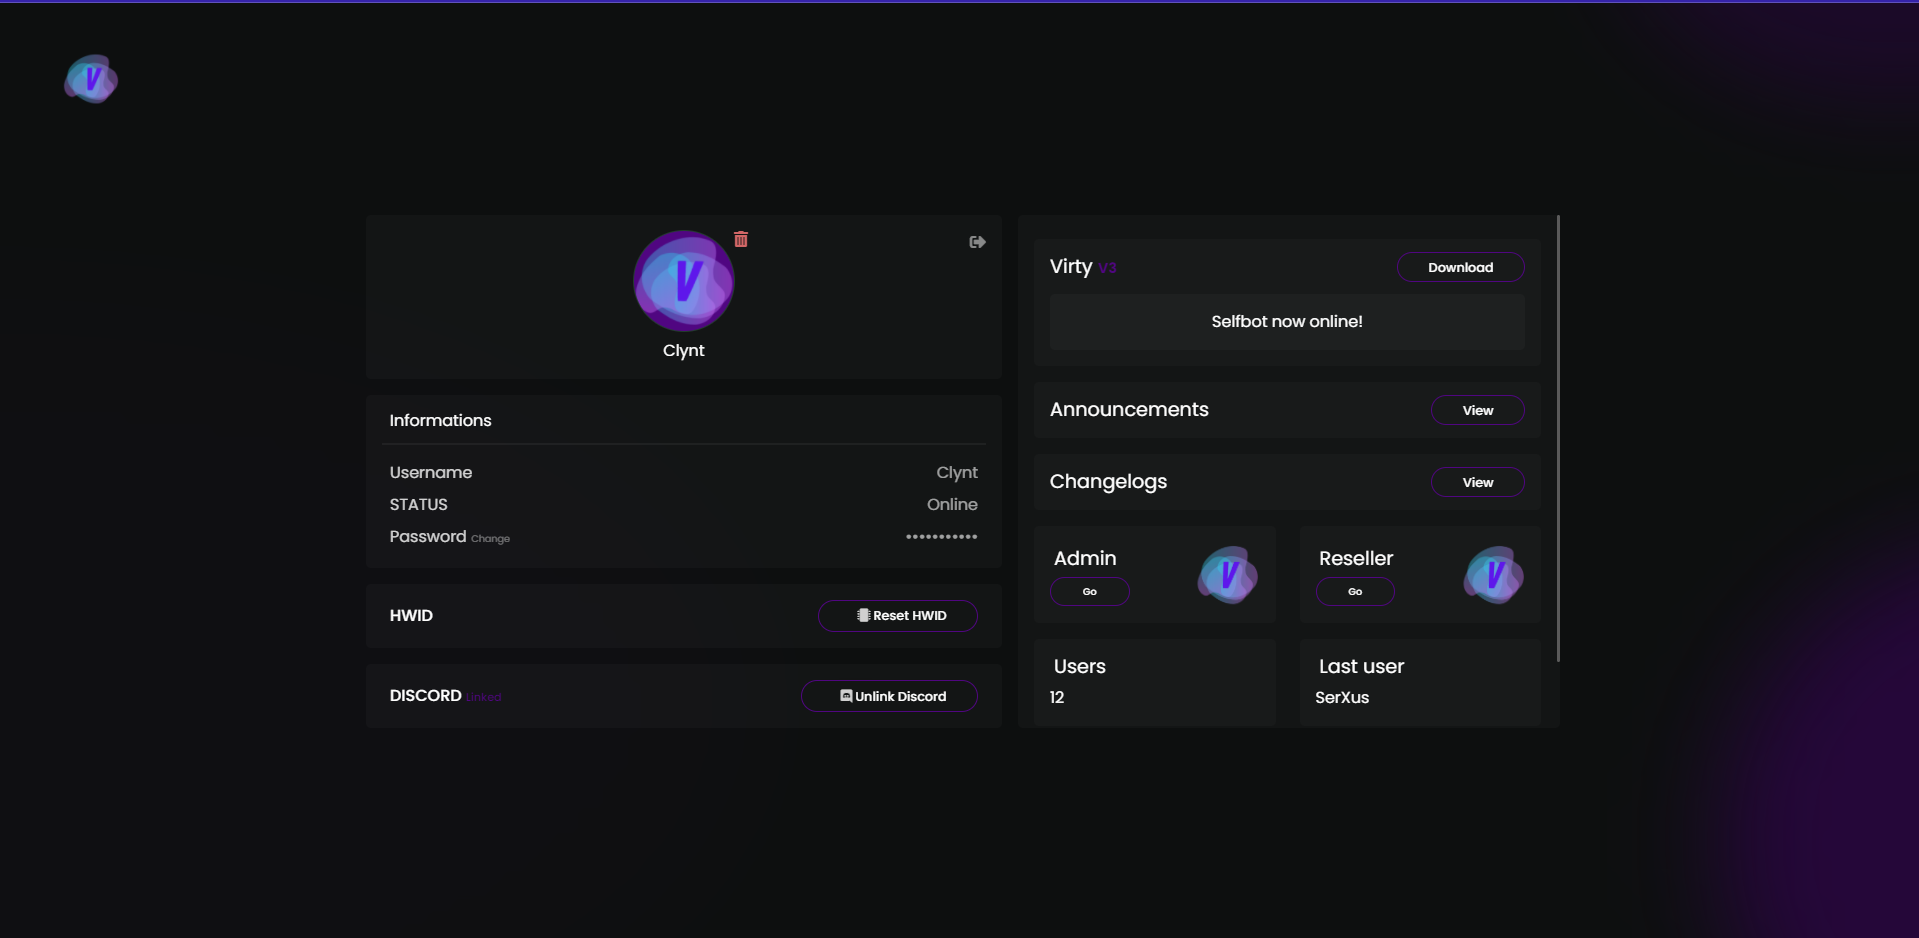 V
V
Clynt
Informations
Username Clynt
STATUS Online
Password Change •••••••••••
HWID Reset HWID
DISCORD Linked Unlink Discord
Virty V3 Download
Selfbot now online!
Announcements View
Changelogs View
Admin
Go
V
Reseller
Go
V
Users
12
Last user
SerXus